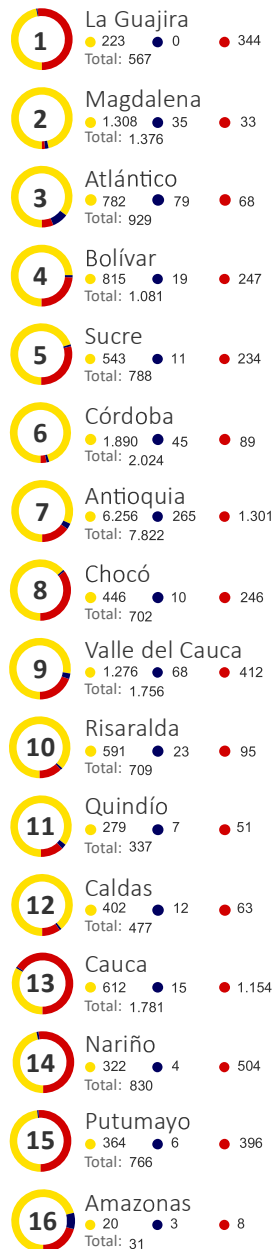 1
La Guajira
223 0 344
Total: 567
2
Magdalena
1.308 35 33
Total: 1.376
3
Atlántico
782 79 68
Total: 929
4
Bolívar
815 19 247
Total: 1.081
5
Sucre
543 11 234
Total: 788
6
Córdoba
1.890 45 89
Total: 2.024
7
Antioquia
6.256 265 1.301
Total: 7.822
8
Chocó
446 10 246
Total: 702
9
Valle del Cauca
1.276 68 412
Total: 1.756
10
Risaralda
591 23 95
Total: 709
11
Quindío
279 7 51
Total: 337
12
Caldas
402 12 63
Total: 477
13
Cauca
612 15 1.154
Total: 1.781
14
Nariño
322 4 504
Total: 830
15
Putumayo
364 6 396
Total: 766
16
Amazonas
20 3 8
Total: 31